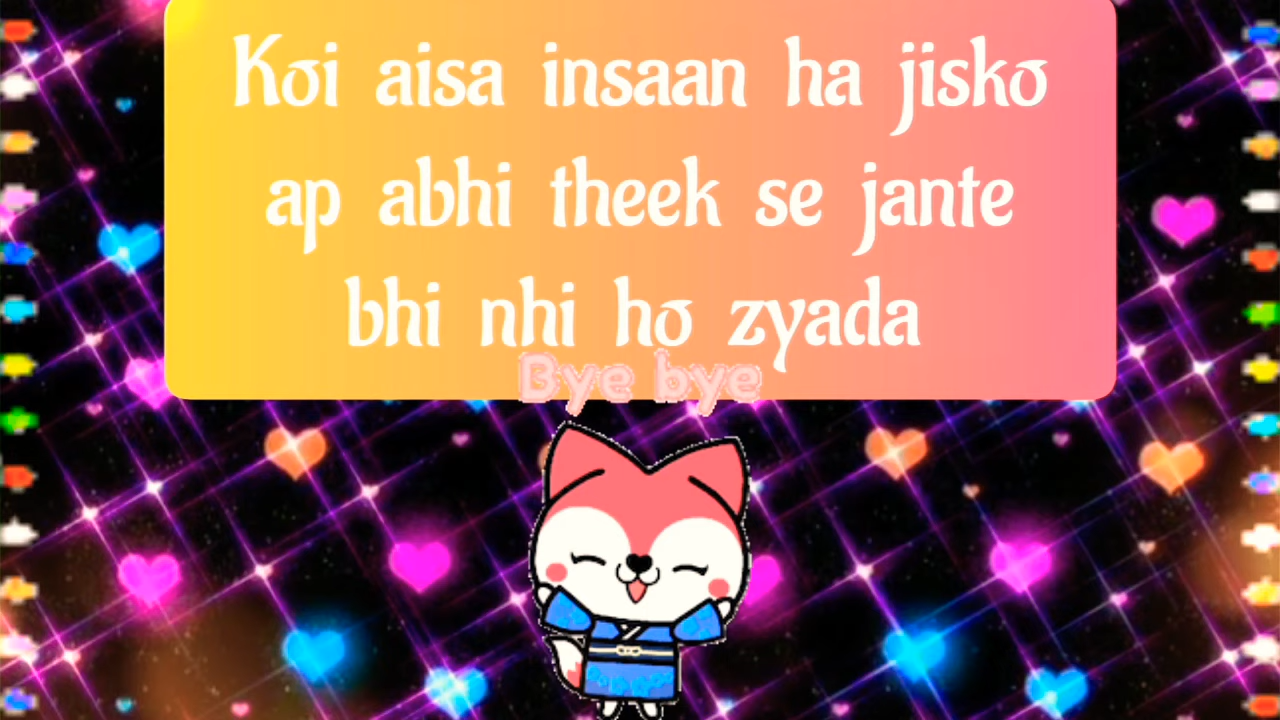 Koi aisa insaan ha jisko
ap abhi theek se jante
bhi nhi ho zyada
Bye bye